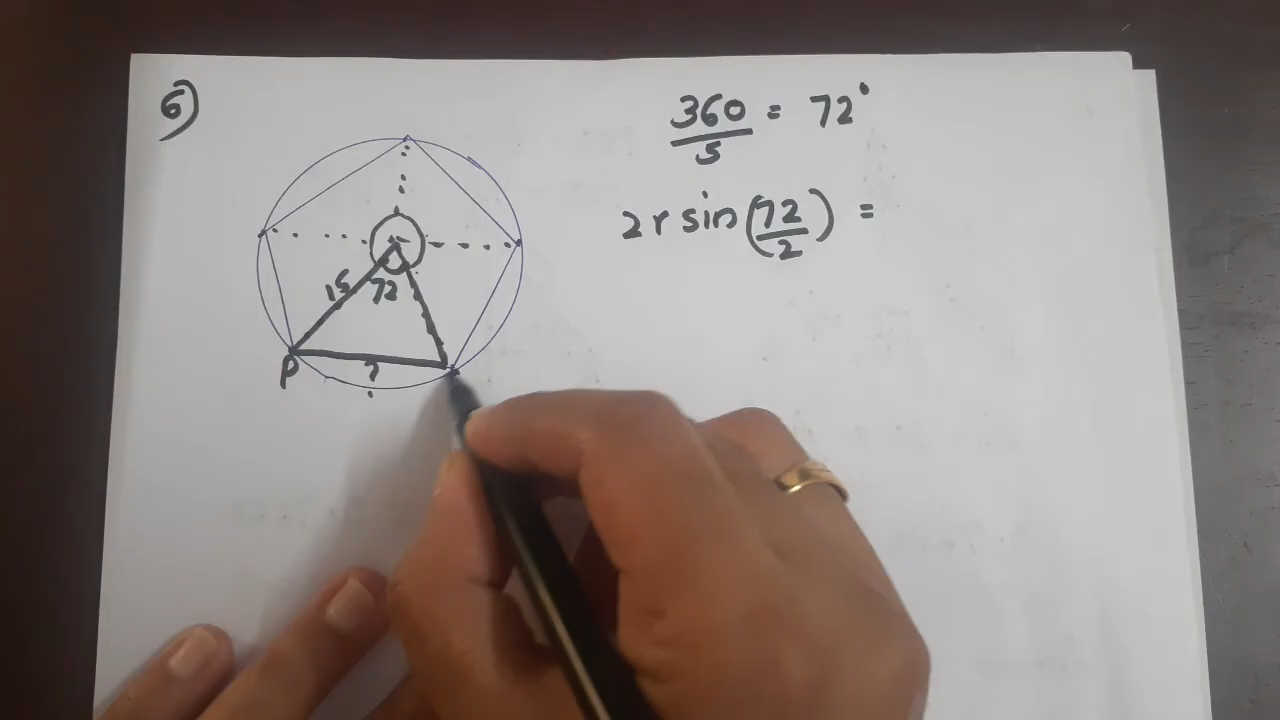 6)
360/5 = 72°
2r sin(72/2) =
15 72
P ?